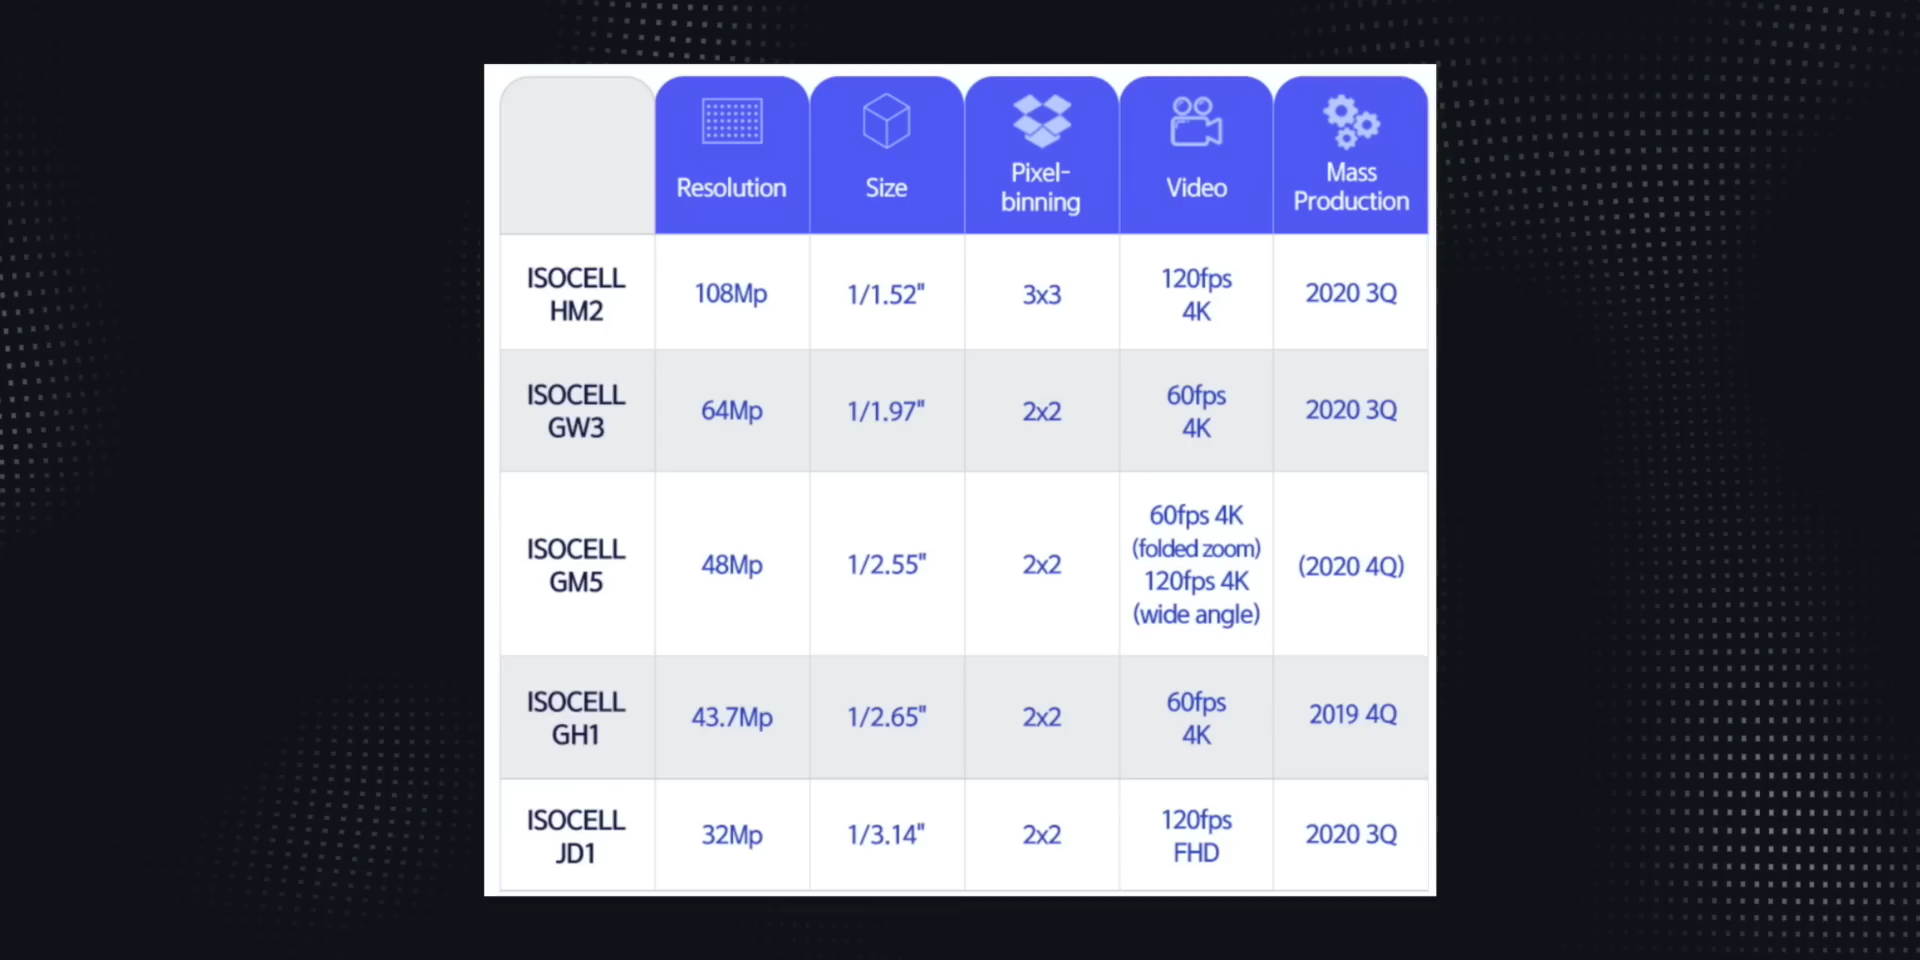 Resolution
Size
Pixel-
binning
Video
Mass
Production
ISOCELL
HM2
108Mp
1/1.52"
3x3
120fps
4K
2020 3Q
ISOCELL
GW3
64Mp
1/1.97"
2x2
60fps
4K
2020 3Q
ISOCELL
GM5
48Mp
1/2.55"
2x2
60fps 4K
(folded zoom)
120fps 4K
(wide angle)
(2020 4Q)
ISOCELL
GH1
43.7Mp
1/2.65"
2x2
60fps
4K
2019 4Q
ISOCELL
JD1
32Mp
1/3.14"
2x2
120fps
FHD
2020 3Q